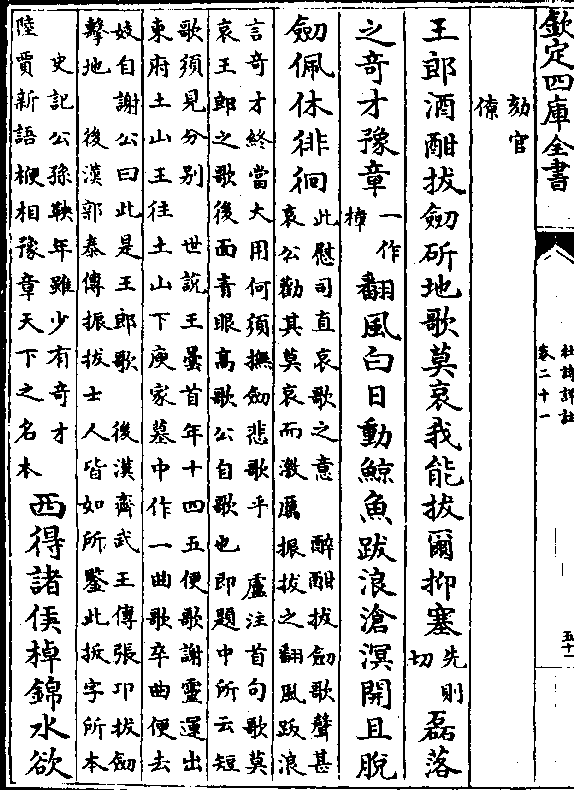 欽定四庫全書
杜詩詳註
卷二十一
五十一
劾官
僚
王郎酒酣拔劒斫地歌莫哀我能拔爾抑塞
先則
切
磊落
之奇才豫章
一作
樟
翻風白日動鯨魚跋浪滄溟開且脫
劒佩休徘徊
此慰司直哀歌之意 醉酣拔劒歌聲甚
哀公勸其莫哀而激厲振拔之翻風跋浪
言奇才終當大用何須撫劒悲歌乎 盧注首句歌莫
哀王郎之歌後面青眼高歌公自歌也即題中所云短
歌須見分别 世説王曇首年十四五便歌謝靈運出
東府土山王往土山下庾家墓中作一曲歌卒曲便去
妓自謝公曰此是王郎歌 後漢齊武王傳張卭拔劒
擊地 後漢郭泰傳振拔士人皆如所鑒此拔字所本
史記公孫鞅年雖少有奇才
陸賈新語楩柟豫章天下之名木
西得諸侯棹錦水欲